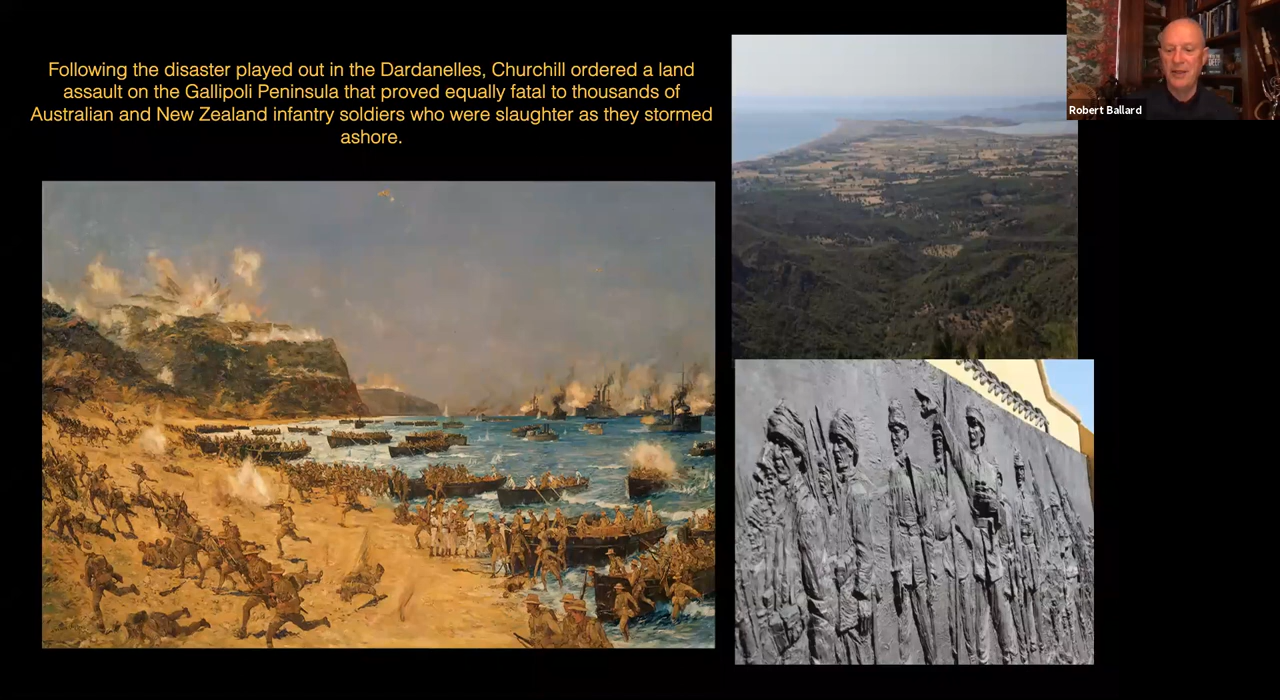 Following the disaster played out in the Dardanelles, Churchill ordered a land
assault on the Gallipoli Peninsula that proved equally fatal to thousands of
Australian and New Zealand infantry soldiers who were slaughter as they stormed
ashore.
Robert Ballard